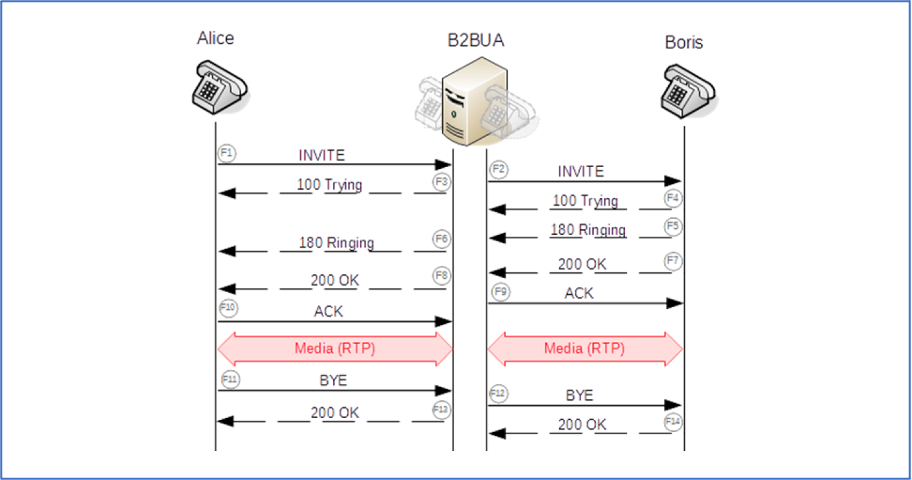 Alice
B2BUA
Boris
F1
INVITE
F2
INVITE
100 Trying
F3
100 Trying
F4
180 Ringing
F5
180 Ringing
F6
200 OK
F7
200 OK
F8
F9
ACK
F10
ACK
Media (RTP)
Media (RTP)
F11
BYE
F12
BYE
200 OK
F13
200 OK
F14